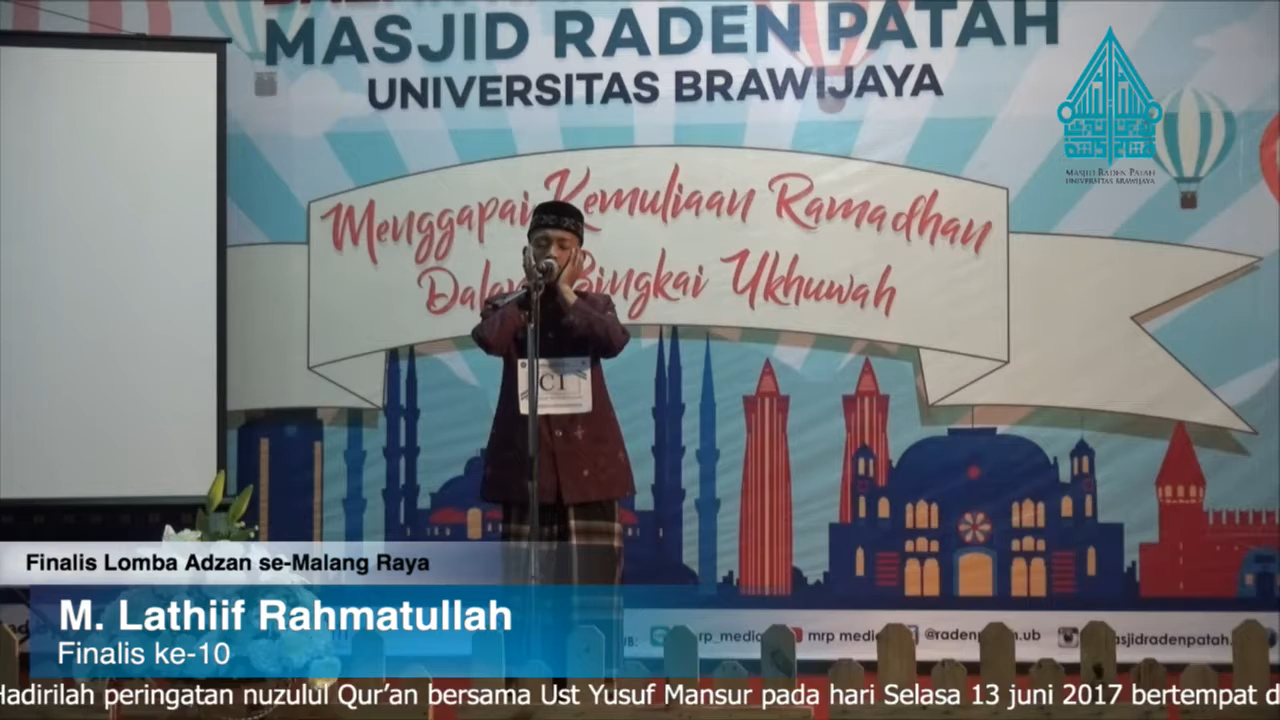 MASJID RADEN PATAH
UNIVERSITAS BRAWIJAYA
MASJID RADEN PATAH
UNIVERSITAS BRAWIJAYA
Menggapai Kemuliaan Ramadhan
Ukhuwah
C1
Finalis Lomba Adzan se-Malang Raya
M. Lathiif Rahmatullah
Finalis ke-10
mrp
Hadirilah peringatan nuzulul Qur'an bersama Ust Yusuf Mansur pada hari Selasa 13 juni 2017 bertempat